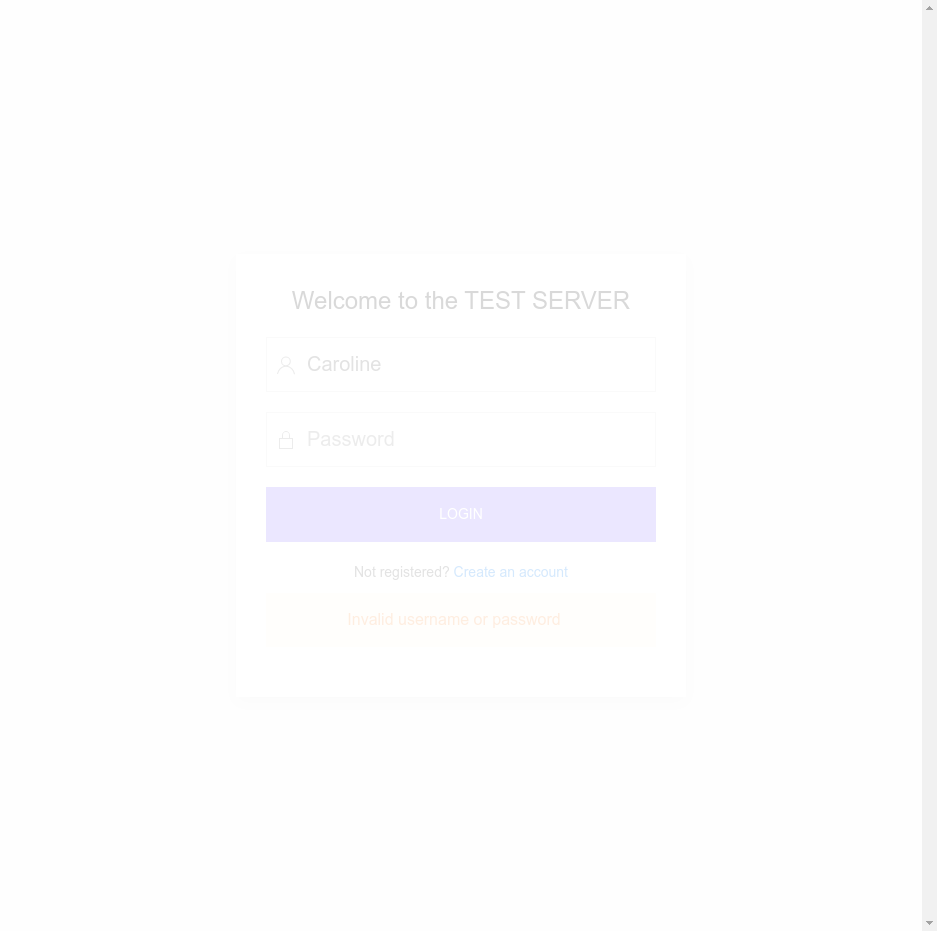 Welcome to the TEST SERVER
Caroline
Password
LOGIN
Not registered? Create an account
Invalid username or password